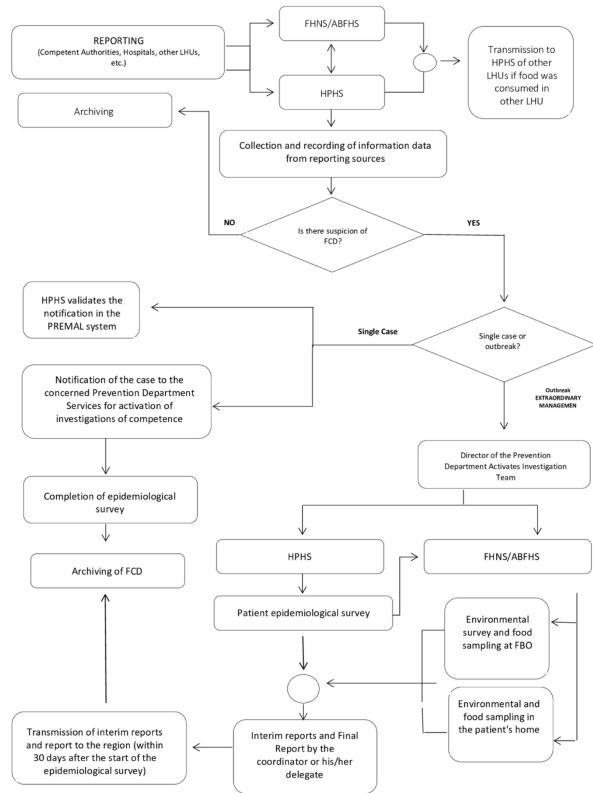 REPORTING
(Competent Authorities, Hospitals, other LHUs,
etc.)
FHNS/ABFHS
HPHS
Transmission to
HPHS of other
LHUs if food was
consumed in
other LHU
Archiving
Collection and recording of information data
from reporting sources
NO
Is there suspicion of
FCD?
YES
HPHS validates the
notification in the
PREMAL system
Single Case
Single case or
outbreak?
Notification of the case to the
concerned Prevention Department
Services for activation of
investigations of competence
Outbreak
EXTRAORDINARY
MANAGEMEN
Director of the Prevention
Department Activates Investigation
Team
Completion of epidemiological
survey
HPHS
FHNS/ABFHS
Archiving of FCD
Patient epidemiological survey
Environmental
survey and food
sampling at FBO
Environmental and
food sampling in
the patient's home
Transmission of interim reports
and report to the region (within
30 days after the start of the
epidemiological survey)
Interim reports and Final
Report by the
coordinator or his/her
delegate